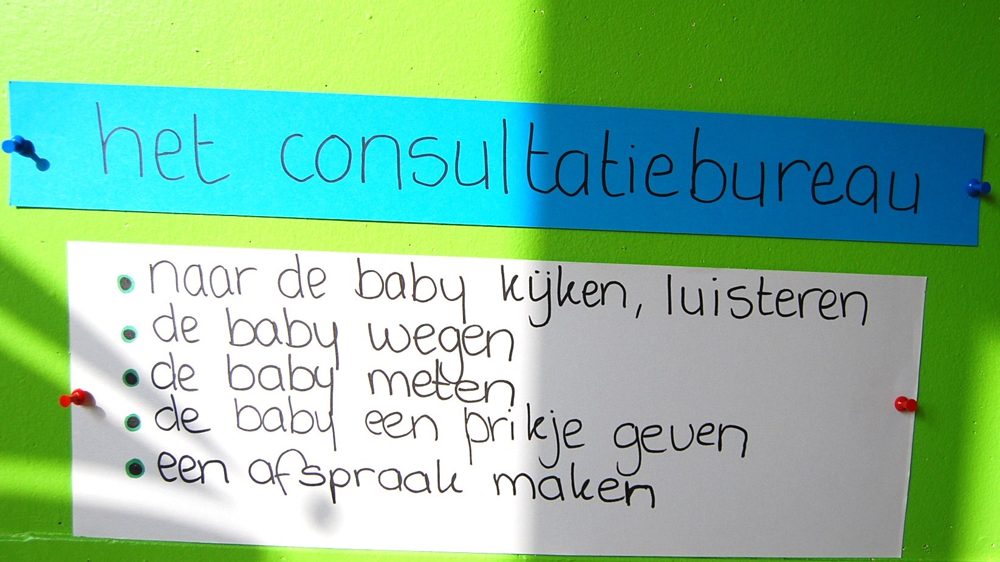 het consultatiebureau
• naar de baby kijken, luisteren
• de baby wegen
• de baby meten
• de baby een prikje geven
• een afspraak maken